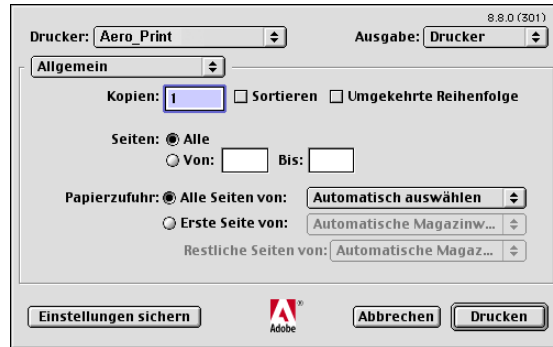 8.8.0 (301)
Drucker: Aero_Print Ausgabe: Drucker
Allgemein
Kopien: 1 Sortieren Umgekehrte Reihenfolge
Seiten: Alle
Von: Bis:
Papierzufuhr: Alle Seiten von: Automatisch auswählen
Erste Seite von: Automatische Magazinw...
Restliche Seiten von: Automatische Magaz...
Einstellungen sichern Adobe ® Abbrechen Drucken